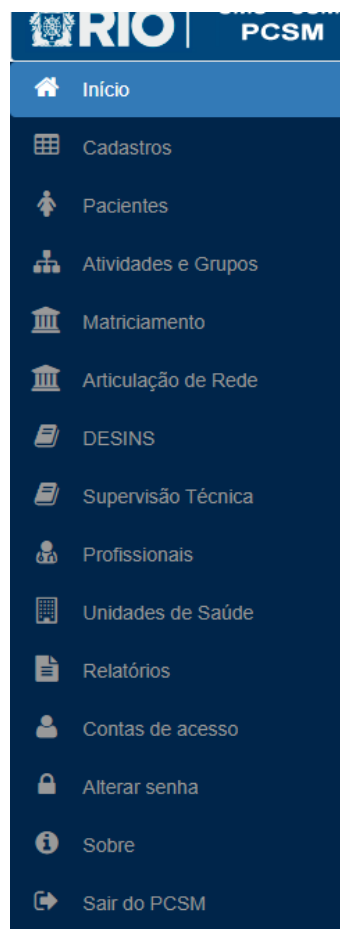 RIO
PCSM
Início
Cadastros
Pacientes
Atividades e Grupos
Matriciamento
Articulação de Rede
DESINS
Supervisão Técnica
Profissionais
Unidades de Saúde
Relatórios
Contas de acesso
Alterar senha
Sobre
Sair do PCSM